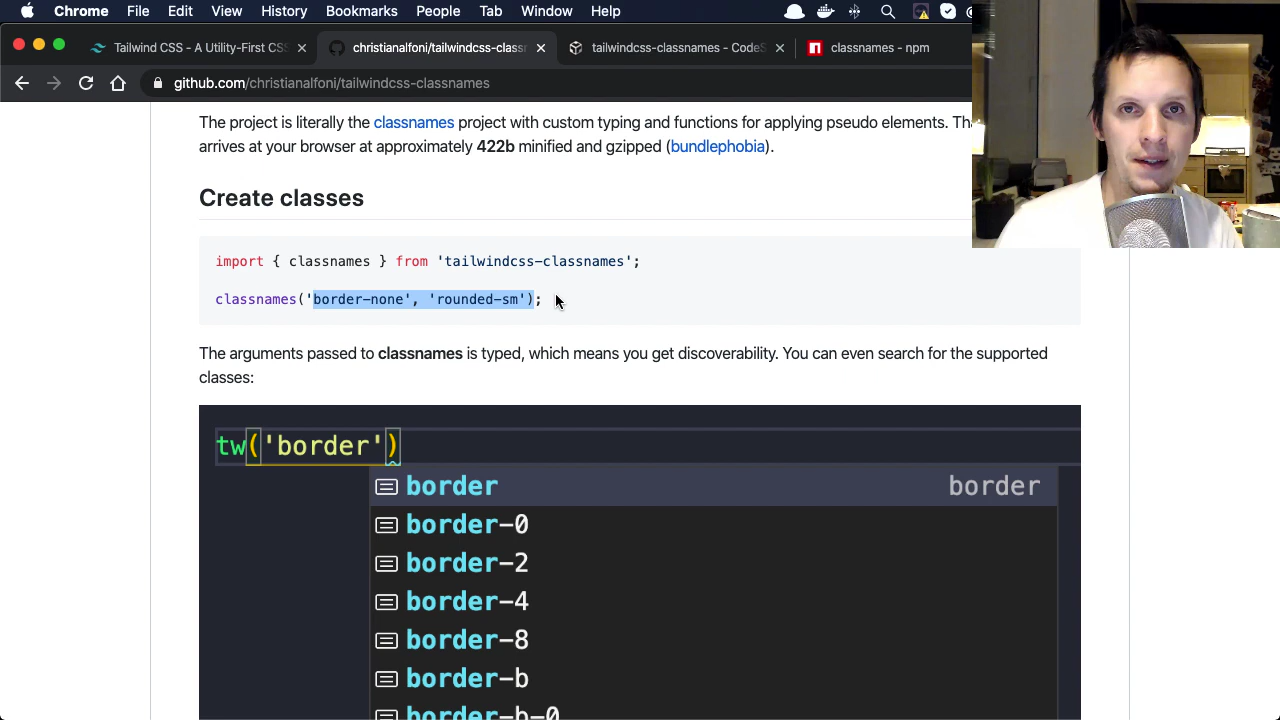 Chrome File Edit View History Bookmarks People Tab Window Help
Tailwind CSS - A Utility-First CS
christianalfoni/tailwindcss-class
tailwindcss-classnames – CodeS
classnames - npm
github.com/christianalfoni/tailwindcss-classnames
The project is literally the classnames project with custom typing and functions for applying pseudo elements.
arrives at your browser at approximately 422b minified and gzipped (bundlephobia).
Create classes
import { classnames } from 'tailwindcss-classnames';
classnames('border-none', 'rounded-sm');
The arguments passed to classnames is typed, which means you get discoverability. You can even search for the supported
classes:
tw('border')
border border
border-0
border-2
border-4
border-8
border-b
border-b-0